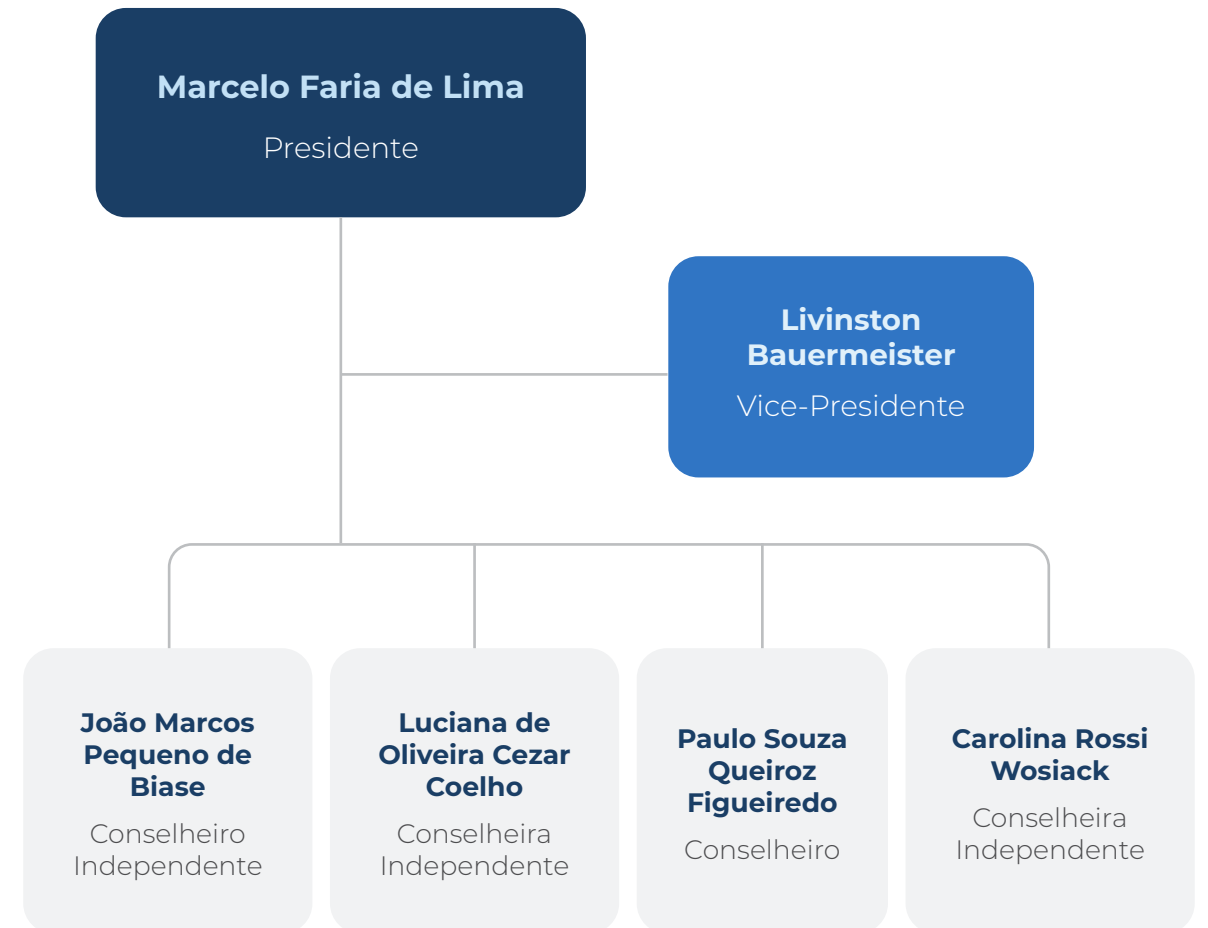 Marcelo Faria de Lima
Presidente
Livinston
Bauermeister
Vice-Presidente
João Marcos
Pequeno de
Biase
Conselheiro
Independente
Luciana de
Oliveira Cezar
Coelho
Conselheira
Independente
Paulo Souza
Queiroz
Figueiredo
Conselheiro
Carolina Rossi
Wosiack
Conselheira
Independente